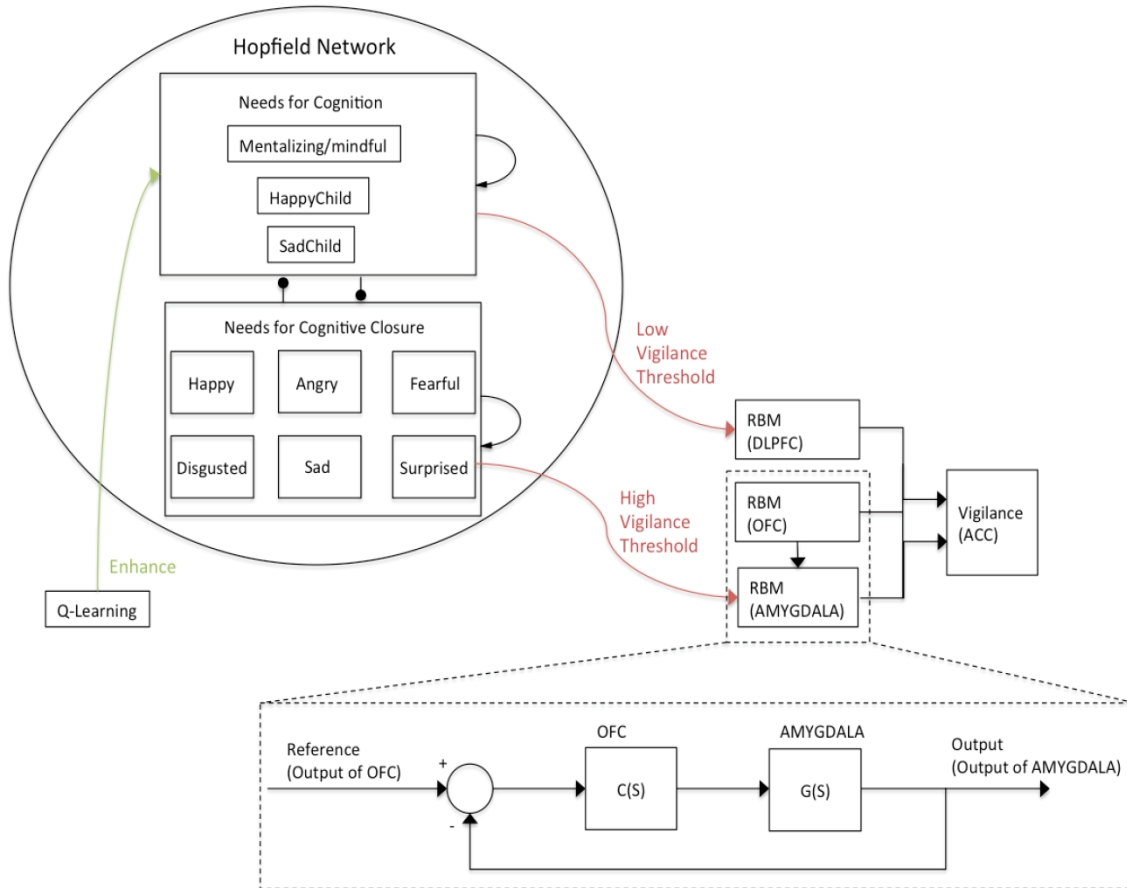 Hopfield Network
Needs for Cognition
Mentalizing/mindful
HappyChild
SadChild
Needs for Cognitive Closure
Happy
Angry
Fearful
Disgusted
Sad
Surprised
Enhance
Q-Learning
Low
Vigilance
Threshold
High
Vigilance
Threshold
RBM
(DLPFC)
RBM
(OFC)
RBM
(AMYGDALA)
Vigilance
(ACC)
Reference
(Output of OFC)
+
-
OFC
C(S)
AMYGDALA
G(S)
Output
(Output of AMYGDALA)